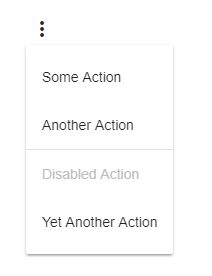 Some Action
Another Action
Disabled Action
Yet Another Action